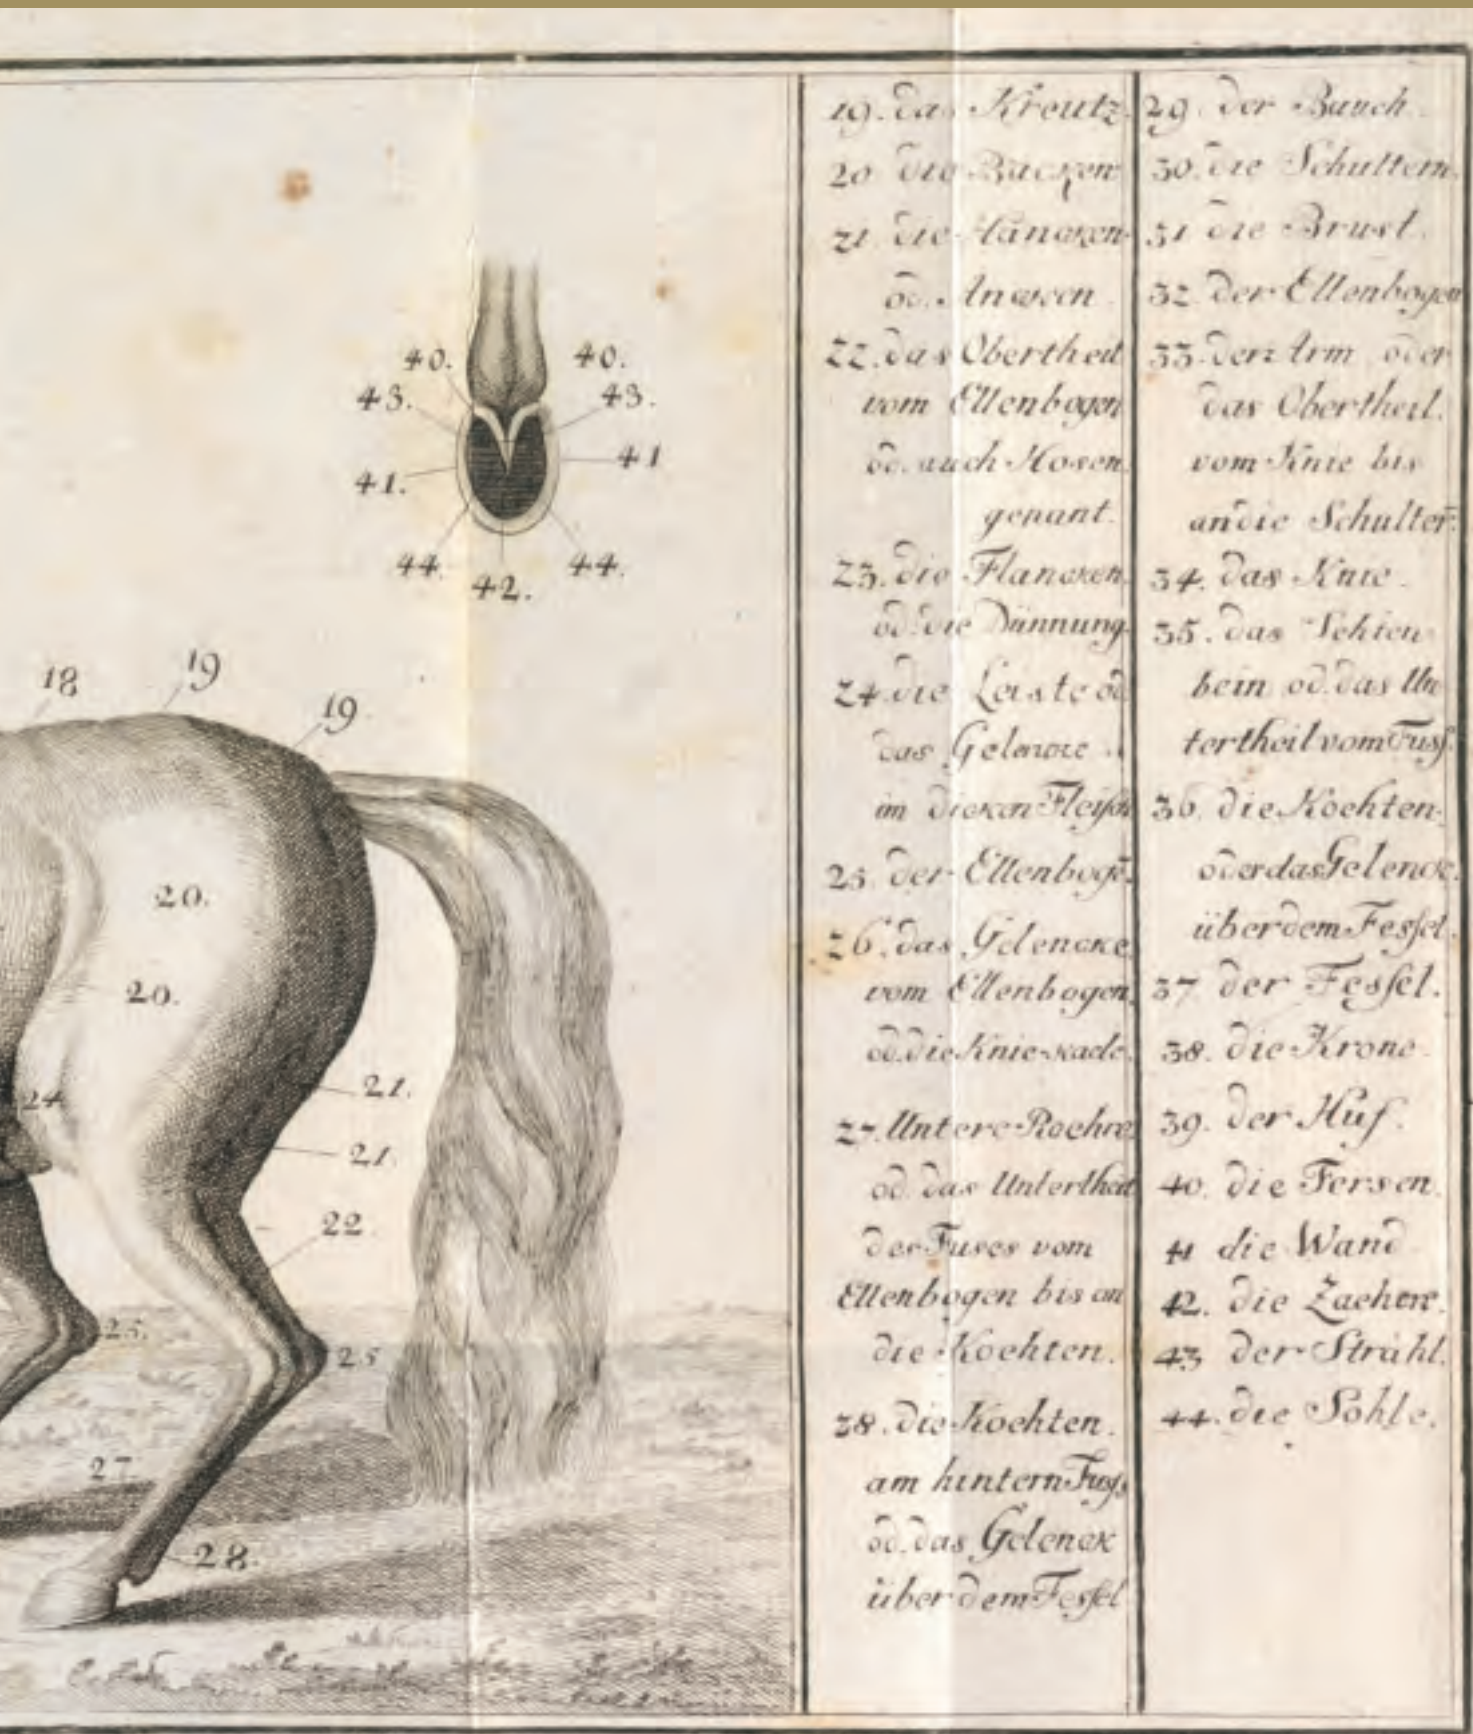 40.
40.
43.
43.
41.
41
44.
42.
44.
18
19
19
20.
20.
21.
24
21.
22
25.
25
27
28.
19. das Kreutz.
20 die Backen
21. die Hancken
od. Ancken
22. das Obertheil
vom Ellenbogen
od. auch Hosen
genant.
23. die Flancken.
od. die Dünnung.
24. die Leiste od
das Gelencke
im dicken Fleisch
25. der Ellenbogē.
26. das Gelencke
vom Ellenbogen.
od. die Kniescheibe
27. Untere Roehre
od. das Untertheil
des Fuses vom
Ellenbogen bis an
die Koehten.
28. die Koehten.
am hintern Fuss
od. das Gelenck
über dem Fessel
29. der Bauch.
30. die Schultern.
31 die Brust.
32. der Ellenbogen
33. der Arm oder
das Obertheil.
vom Knie bis
an die Schulter.
34. das Knie.
35. das Schien
bein od. das Un
tertheil vom Fuss.
36. die Koehten.
oder das Gelenck.
über dem Fessel.
37 der Fessel.
38. die Krone.
39. der Huf.
40. die Fersen.
41 die Wand
42. die Zaehere.
43 der Strahl.
44. die Sohle.